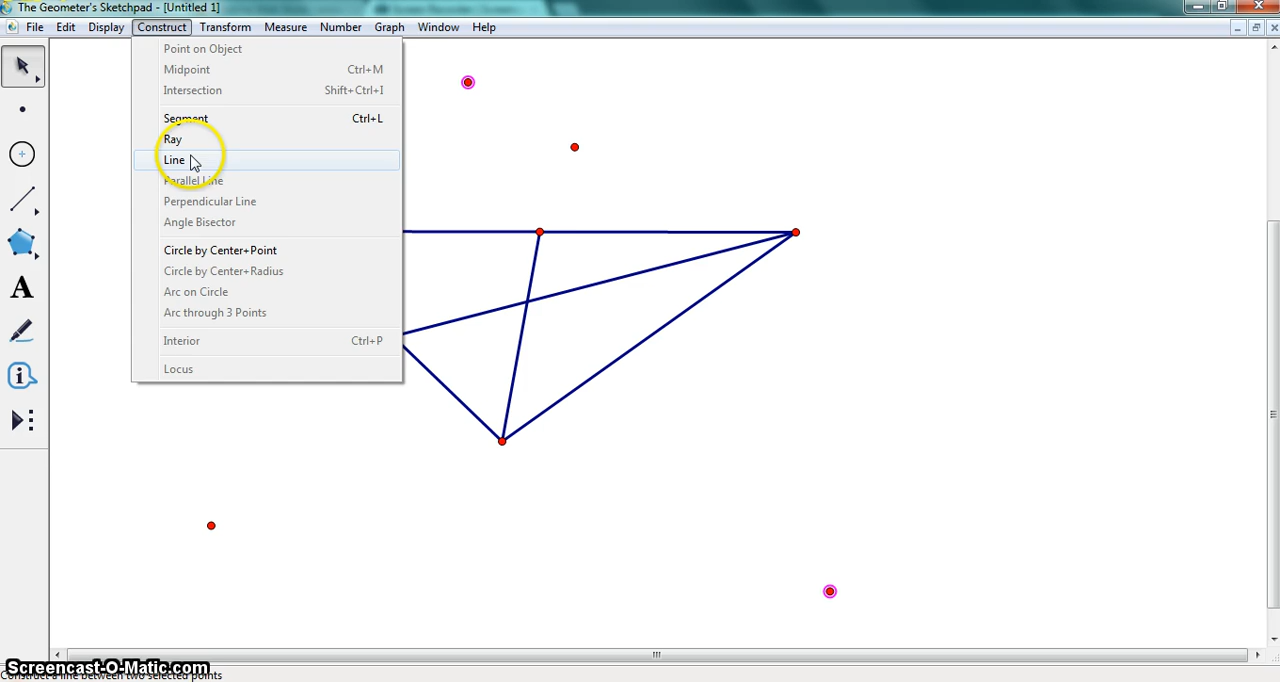 The Geometer's Sketchpad - [Untitled 1]
File Edit Display Construct Transform Measure Number Graph Window Help
Point on Object
Midpoint Ctrl+M
Intersection Shift+Ctrl+I
Segment Ctrl+L
Ray
Line
Parallel Line
Perpendicular Line
Angle Bisector
Circle by Center+Point
Circle by Center+Radius
Arc on Circle
Arc through 3 Points
Interior Ctrl+P
Locus
A
i
Screencast-O-Matic.com
Construct a line between two selected points